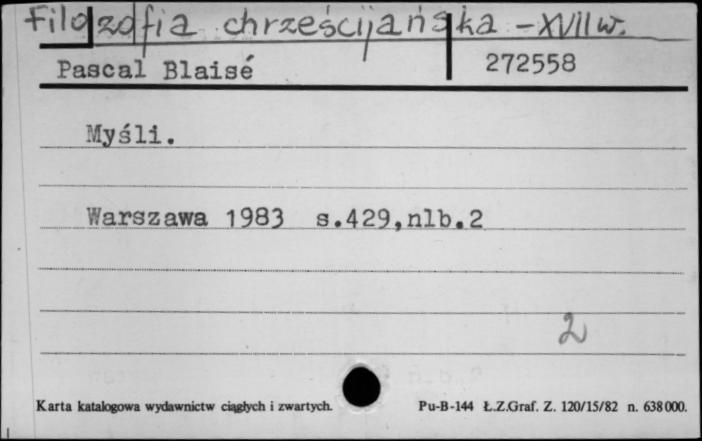 Filozofia chrześcijańska - XVII w.
Pascal Blaisé 272558
Myśli.
Warszawa 1983 s.429,nlb.2
2
Karta katalogowa wydawnictw ciągłych i zwartych. Pu-B-144 Ł.Z.Graf. Z. 120/15/82 n. 638000.